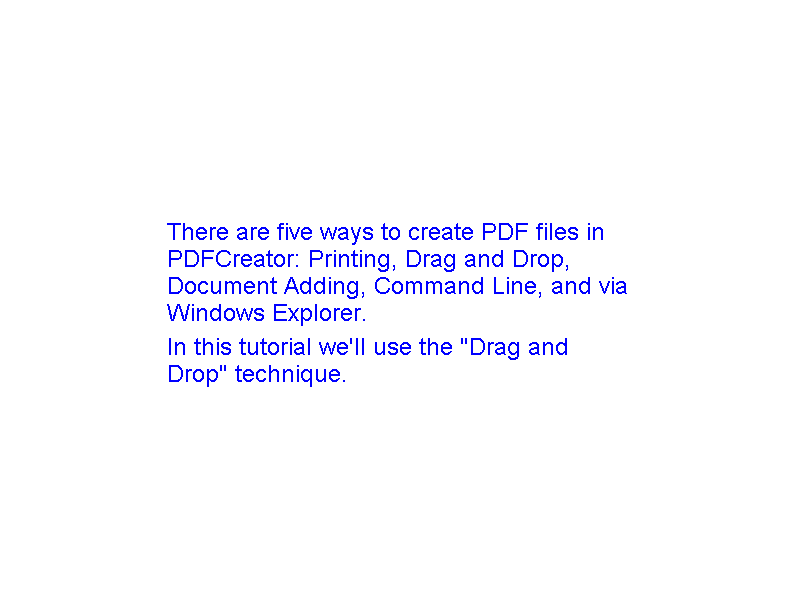 There are five ways to create PDF files in
PDFCreator: Printing, Drag and Drop,
Document Adding, Command Line, and via
Windows Explorer.
In this tutorial we'll use the "Drag and
Drop" technique.